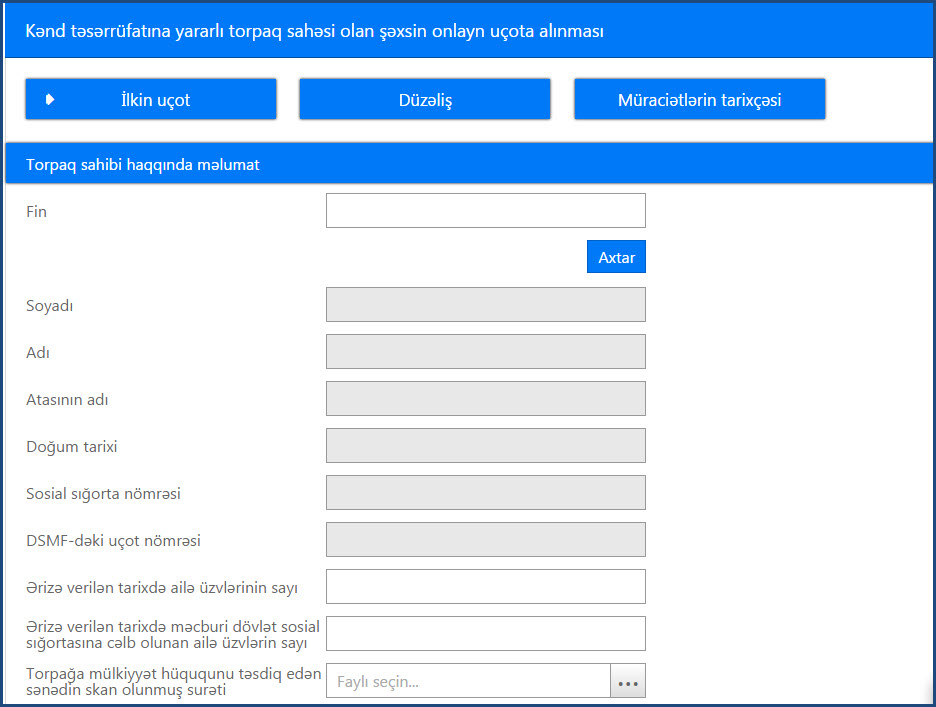 Kənd təsərrüfatına yararlı torpaq sahəsi olan şəxsin onlayn uçota alınması
İlkin uçot
Düzəliş
Müraciətlərin tarixçəsi
Torpaq sahibi haqqında məlumat
Fin
Axtar
Soyadı
Adı
Atasının adı
Doğum tarixi
Sosial sığorta nömrəsi
DSMF-dəki uçot nömrəsi
Ərizə verilən tarixdə ailə üzvlərinin sayı
Ərizə verilən tarixdə məcburi dövlət sosial
sığortasına cəlb olunan ailə üzvlərin sayı
Torpağa mülkiyyət hüququnu təsdiq edən
sənədin skan olunmuş surəti
Faylı seçin...